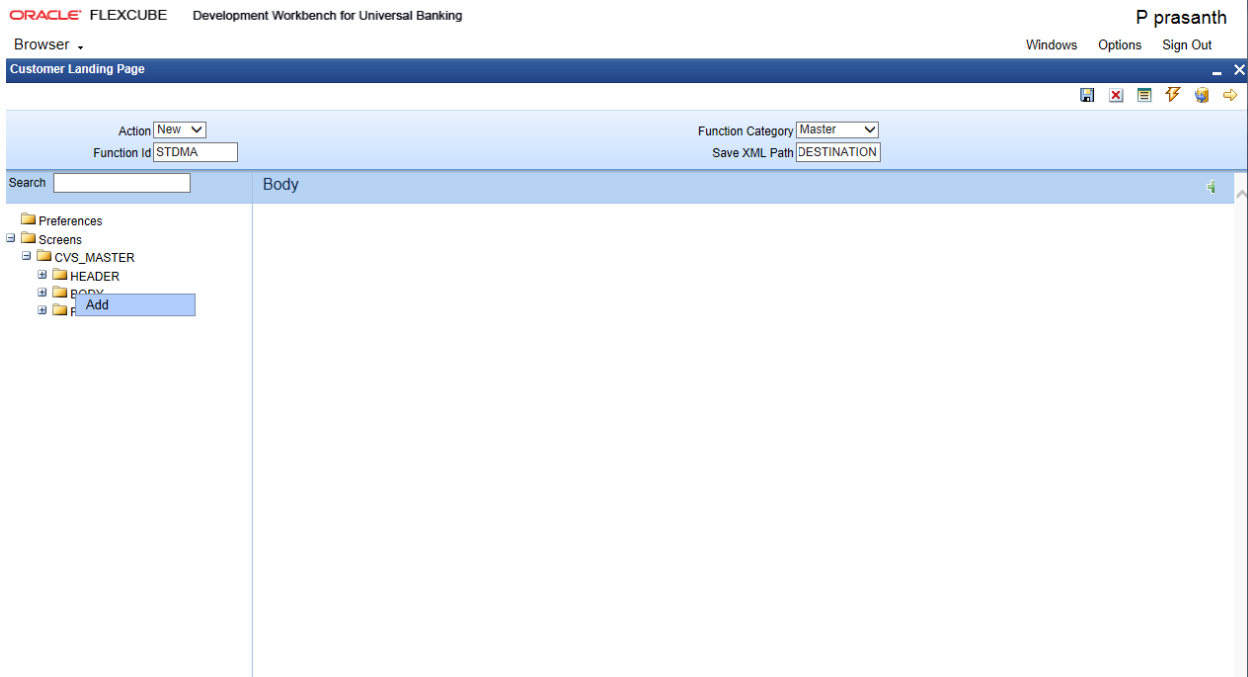 ORACLE FLEXCUBE Development Workbench for Universal Banking P prasanth
Browser Windows Options Sign Out
Customer Landing Page
Action New Function Category Master
Function Id STDMA Save XML Path DESTINATION
Search Body
Preferences
Screens
CVS_MASTER
HEADER
BODY
Add